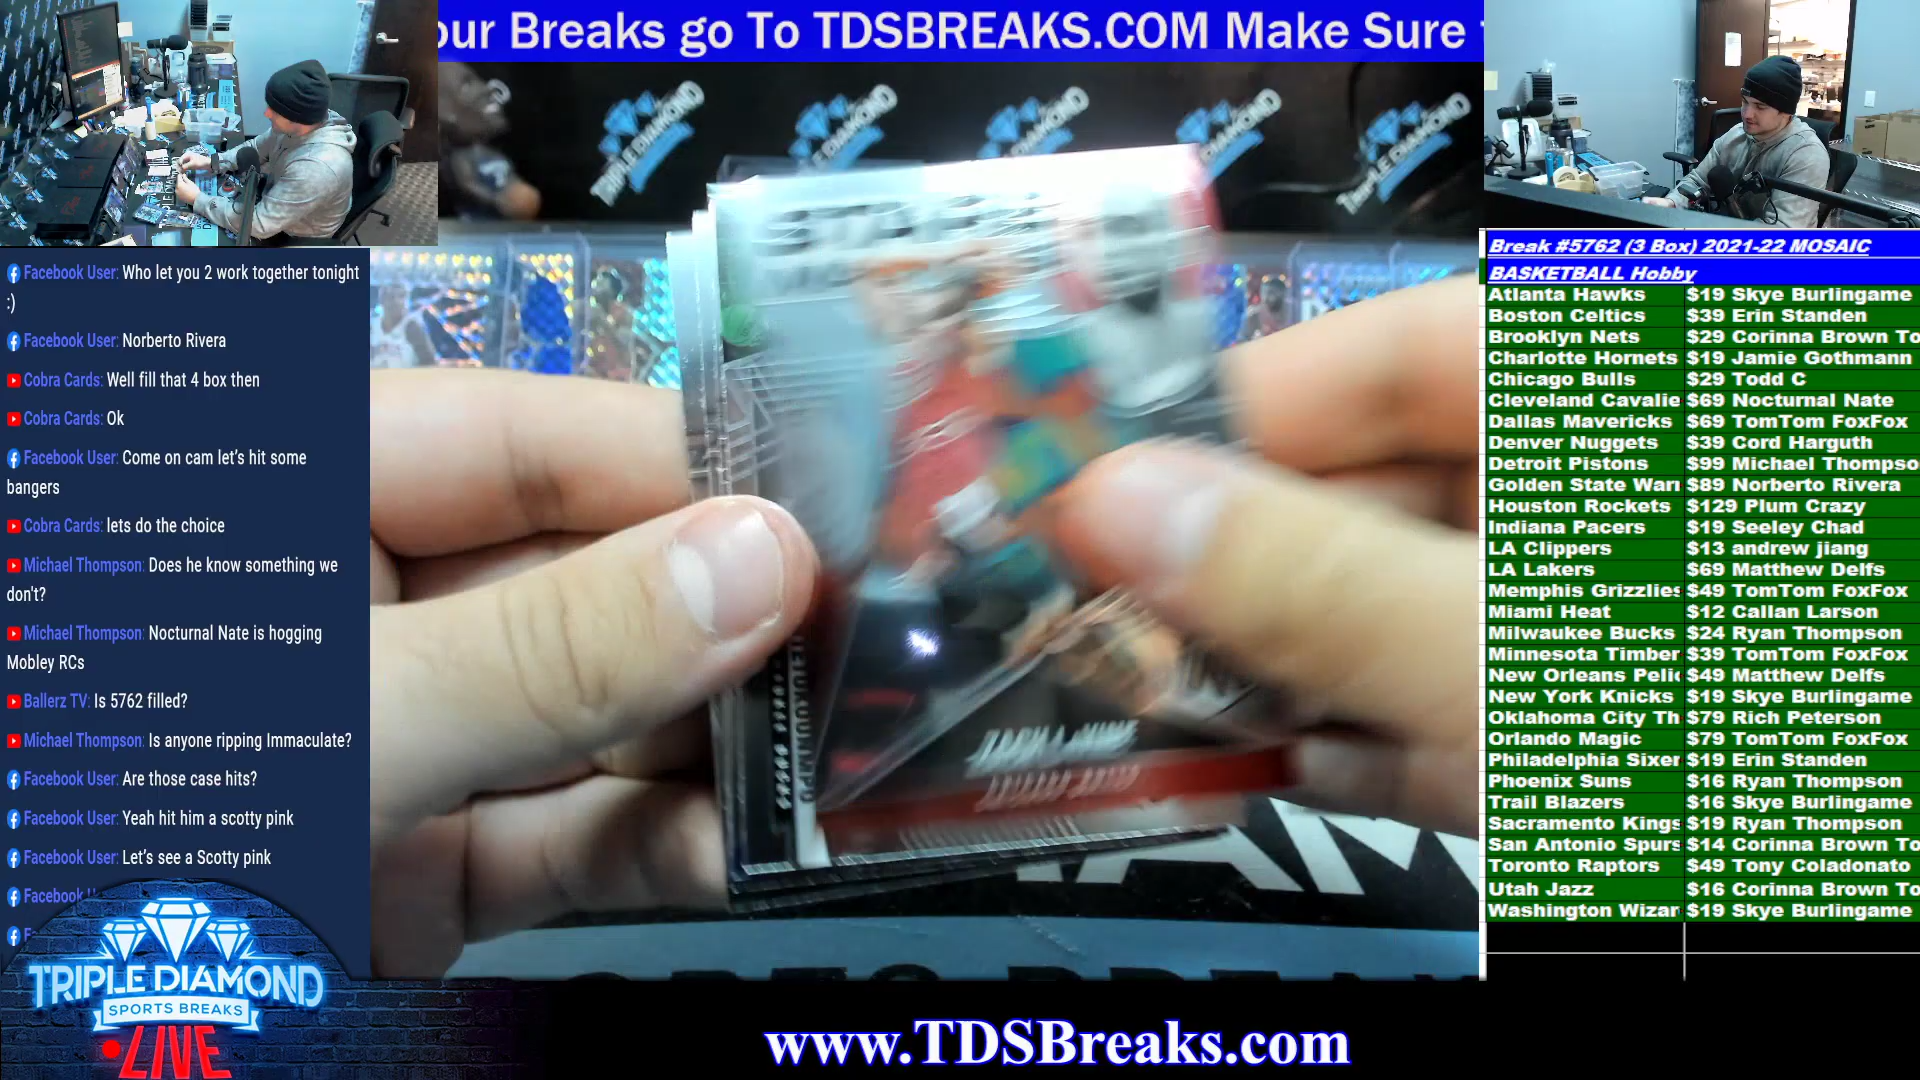 our Breaks go To TDSBREAKS.COM Make Sure
Facebook User: Who let you 2 work together tonight
:)
Facebook User: Norberto Rivera
Cobra Cards: Well fill that 4 box then
Cobra Cards: Ok
Facebook User: Come on cam let's hit some
bangers
Cobra Cards: lets do the choice
Michael Thompson: Does he know something we
don't?
Michael Thompson: Nocturnal Nate is hogging
Mobley RCs
Ballerz TV: Is 5762 filled?
Michael Thompson: Is anyone ripping Immaculate?
Facebook User: Are those case hits?
Facebook User: Yeah hit him a scotty pink
Facebook User: Let's see a Scotty pink
TRIPLE DIAMOND
SPORTS BREAKS
LIVE
TRIPLE DIAMOND
TRIPLE DIAMOND
TRIPLE DIAMOND
TRIPLE DIAMOND
TRIPLE DIAMOND
Break #5762 (3 Box) 2021-22 MOSAIC
BASKETBALL Hobby
Atlanta Hawks $19 Skye Burlingame
Boston Celtics $39 Erin Standen
Brooklyn Nets $29 Corinna Brown To
Charlotte Hornets $19 Jamie Gothmann
Chicago Bulls $29 Todd C
Cleveland Cavalie $69 Nocturnal Nate
Dallas Mavericks $69 TomTom FoxFox
Denver Nuggets $39 Cord Harguth
Detroit Pistons $99 Michael Thompso
Golden State Warr $89 Norberto Rivera
Houston Rockets $129 Plum Crazy
Indiana Pacers $19 Seeley Chad
LA Clippers $13 andrew jiang
LA Lakers $69 Matthew Delfs
Memphis Grizzlies $49 TomTom FoxFox
Miami Heat $12 Callan Larson
Milwaukee Bucks $24 Ryan Thompson
Minnesota Timber $39 TomTom FoxFox
New Orleans Peli $49 Matthew Delfs
New York Knicks $19 Skye Burlingame
Oklahoma City Th $79 Rich Peterson
Orlando Magic $79 TomTom FoxFox
Philadelphia Sixer $19 Erin Standen
Phoenix Suns $16 Ryan Thompson
Trail Blazers $16 Skye Burlingame
Sacramento Kings $19 Ryan Thompson
San Antonio Spurs $14 Corinna Brown To
Toronto Raptors $49 Tony Coladonato
Utah Jazz $16 Corinna Brown To
Washington Wizar $19 Skye Burlingame
www.TDSBreaks.com